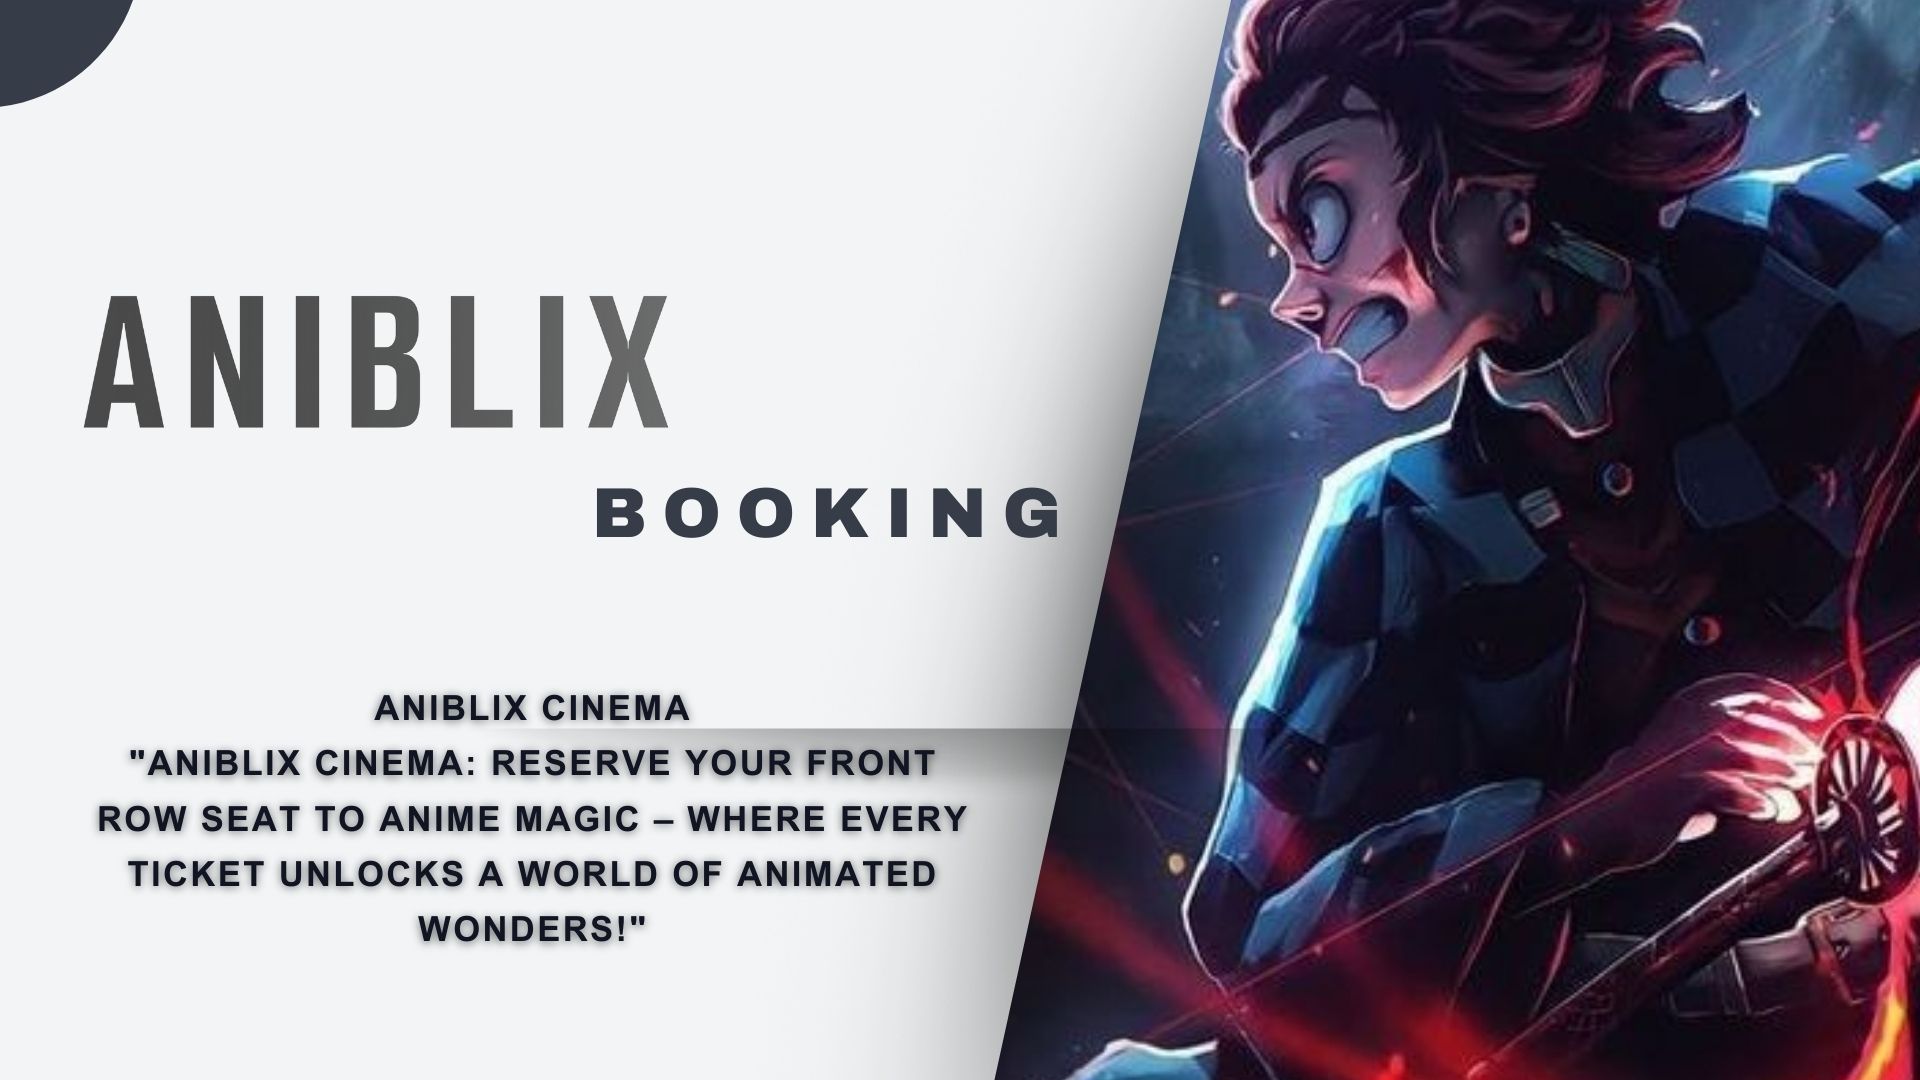 ANIBLIX
BOOKING
ANIBLIX CINEMA
"ANIBLIX CINEMA: RESERVE YOUR FRONT
ROW SEAT TO ANIME MAGIC – WHERE EVERY
TICKET UNLOCKS A WORLD OF ANIMATED
WONDERS!"